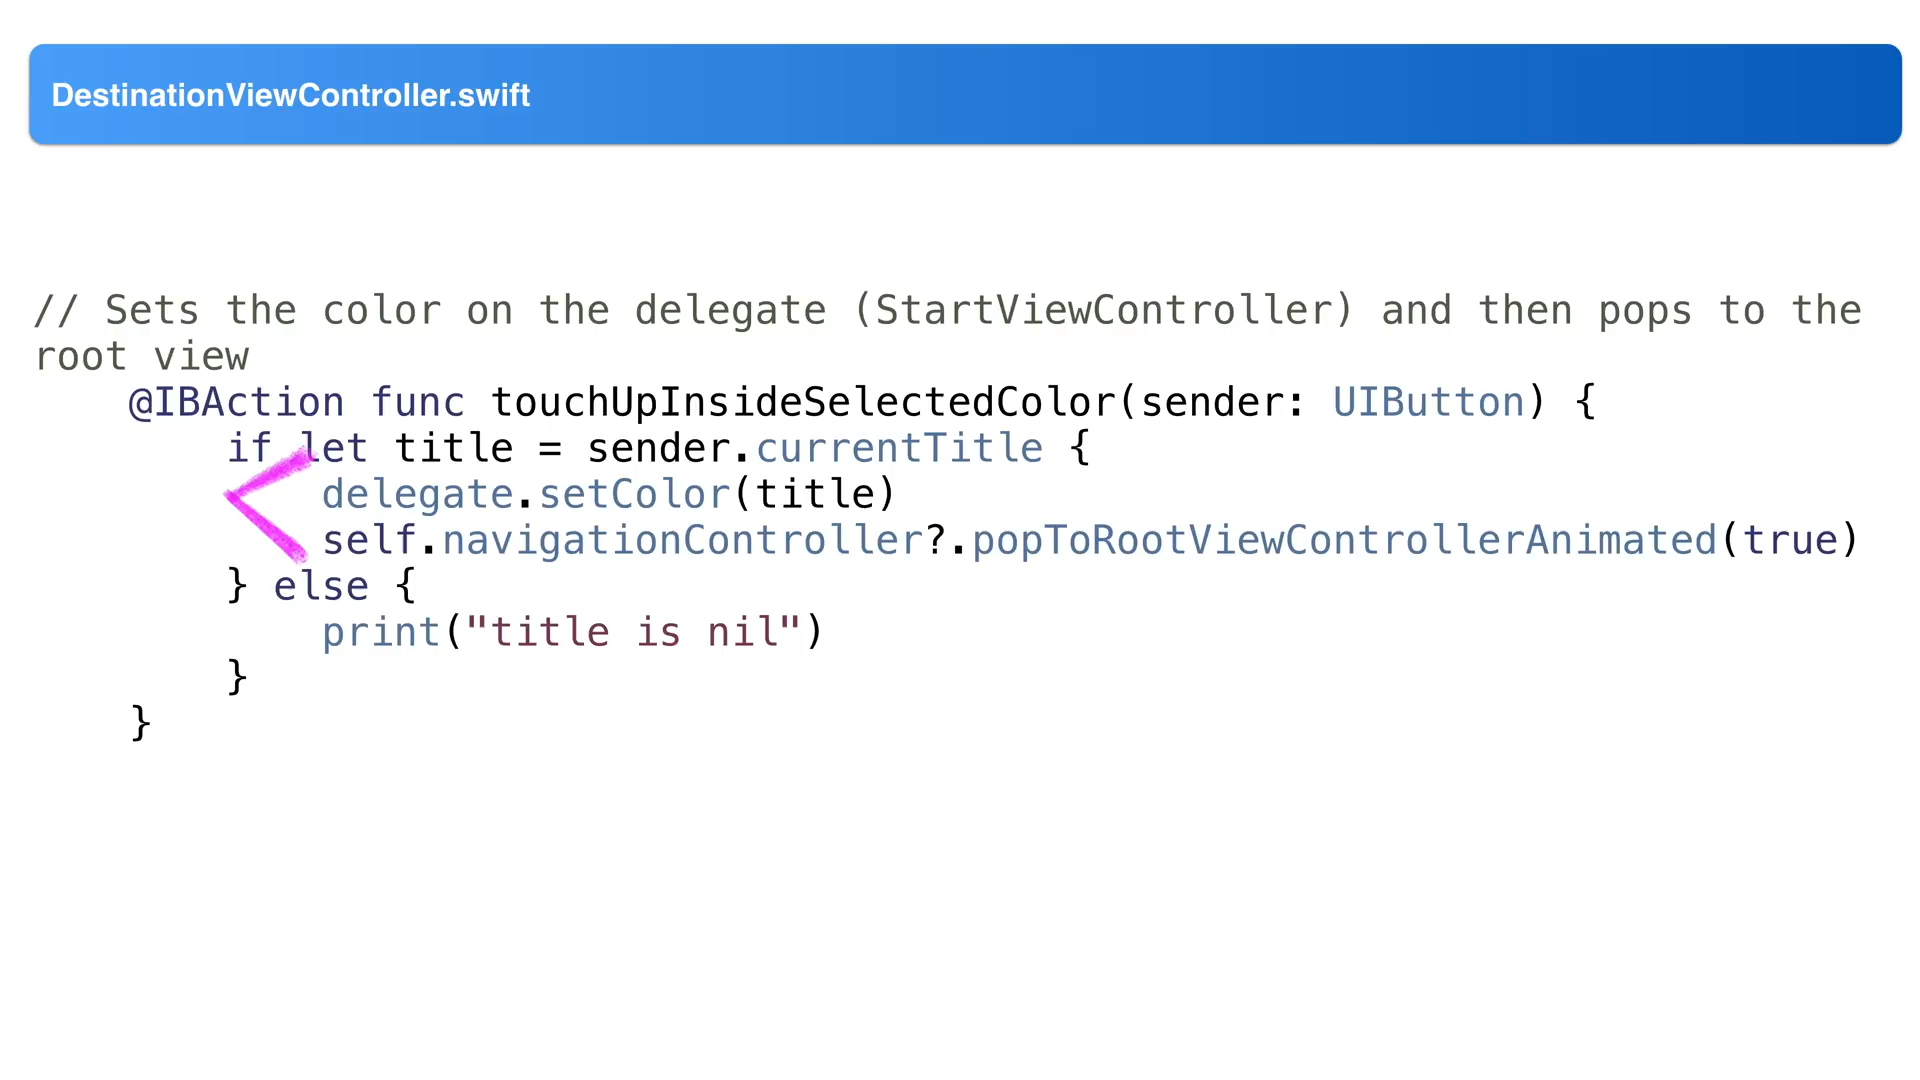 DestinationViewController.swift
// Sets the color on the delegate (StartViewController) and then pops to the
root view
@IBAction func touchUpInsideSelectedColor(sender: UIButton) {
if let title = sender.currentTitle {
delegate.setColor(title)
self.navigationController?.popToRootViewControllerAnimated(true)
} else {
print("title is nil")
}
}